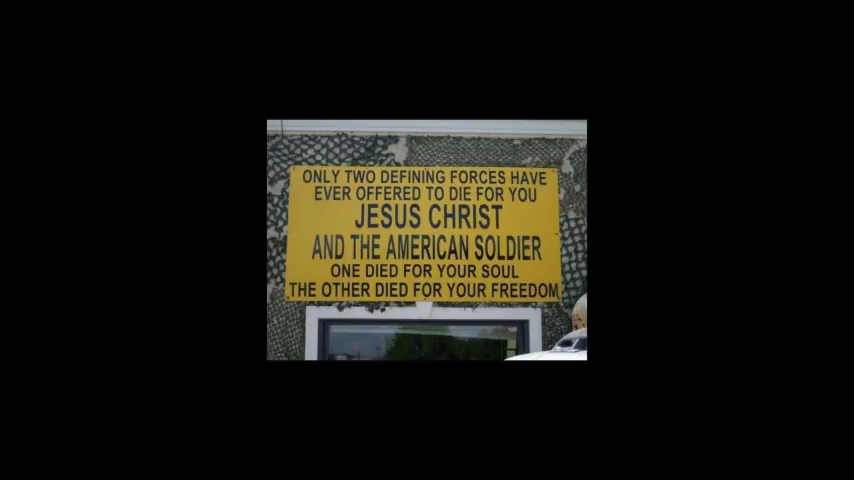 ONLY TWO DEFINING FORCES HAVE
EVER OFFERED TO DIE FOR YOU
JESUS CHRIST
AND THE AMERICAN SOLDIER
ONE DIED FOR YOUR SOUL
THE OTHER DIED FOR YOUR FREEDOM